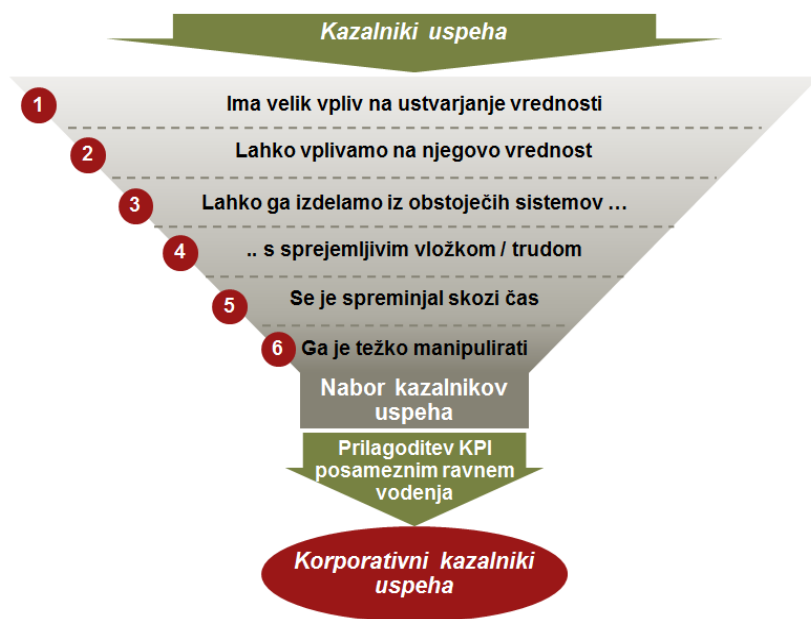 Kazalniki uspeha
1 Ima velik vpliv na ustvarjanje vrednosti
2 Lahko vplivamo na njegovo vrednost
3 Lahko ga izdelamo iz obstoječih sistemov ...
4 .. s sprejemljivim vložkom / trudom
5 Se je spreminjal skozi čas
6 Ga je težko manipulirati
Nabor kazalnikov
uspeha
Prilagoditev KPI
posameznim ravnem
vodenja
Korporativni kazalniki
uspeha